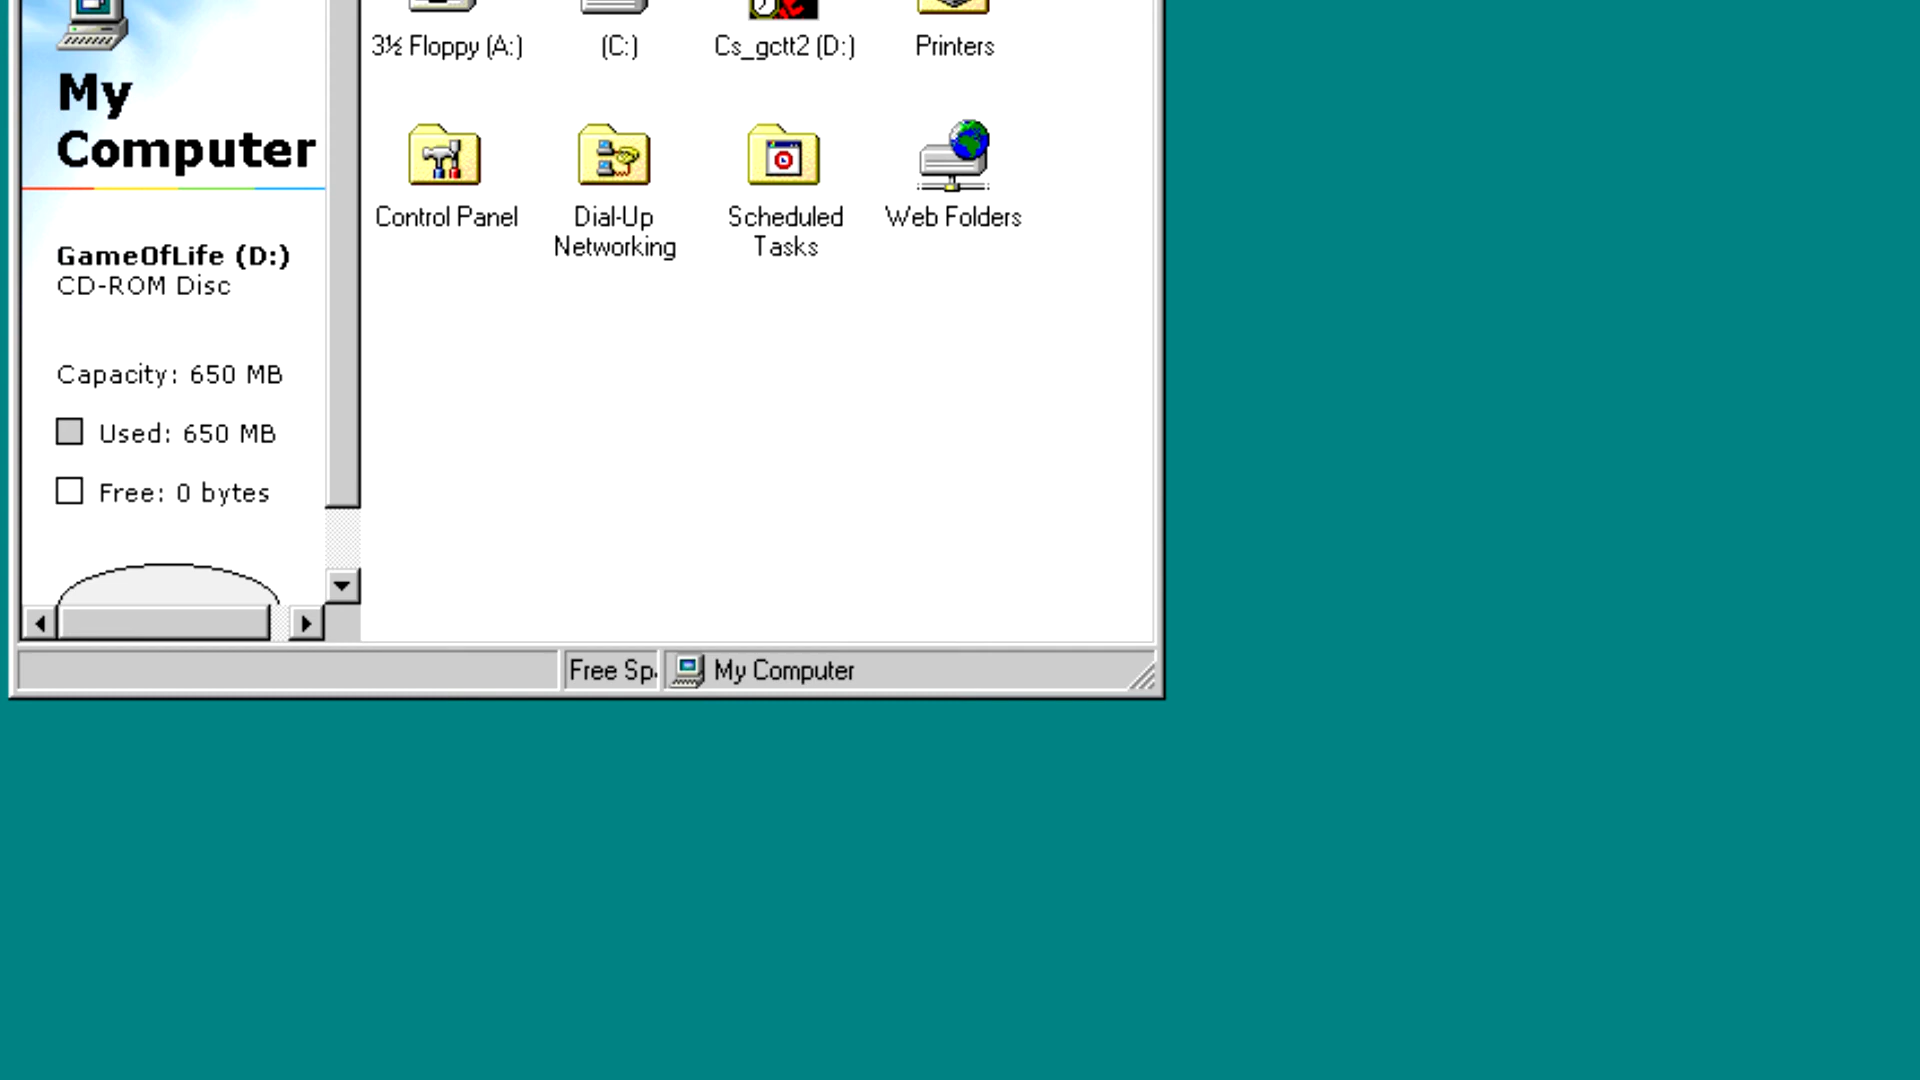 3½ Floppy (A:)
(C:)
Cs_gctt2 (D:)
Printers
My
Computer
Control Panel
Dial-Up
Networking
Scheduled
Tasks
Web Folders
GameOfLife (D:)
CD-ROM Disc
Capacity: 650 MB
Used: 650 MB
Free: 0 bytes
Free Sp
My Computer